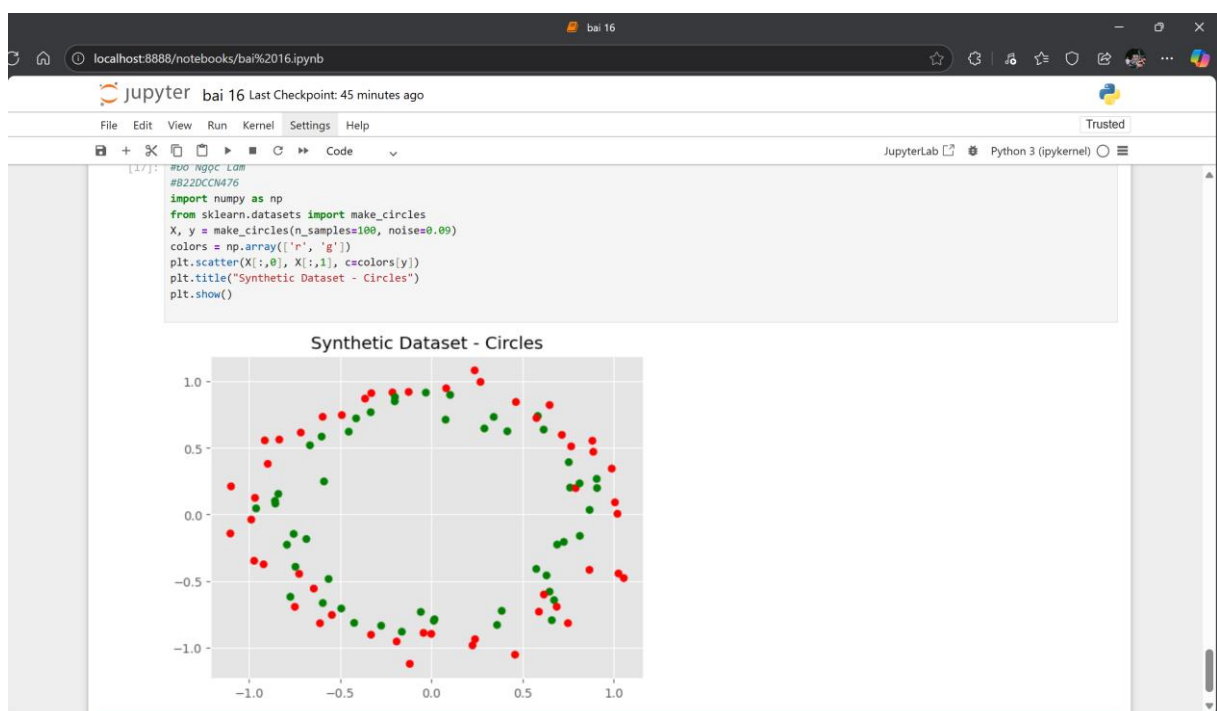 bai 16
localhost:8888/notebooks/bai%2016.ipynb
jupyter bai 16 Last Checkpoint: 45 minutes ago
File Edit View Run Kernel Settings Help
Trusted
Code
JupyterLab
Python 3 (ipykernel)
[17]:
#B22DCCN476
import numpy as np
from sklearn.datasets import make_circles
X, y = make_circles(n_samples=100, noise=0.09)
colors = np.array(['r', 'g'])
plt.scatter(X[:,0], X[:,1], c=colors[y])
plt.title("Synthetic Dataset - Circles")
plt.show()
Synthetic Dataset - Circles
1.0
0.5
0.0
−0.5
−1.0
−1.0 −0.5 0.0 0.5 1.0